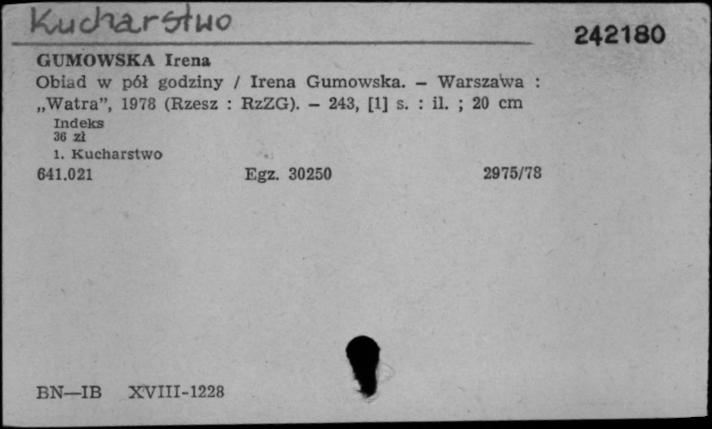 Kucharstwo
242180
GUMOWSKA Irena
Obiad w pół godziny / Irena Gumowska. — Warszawa :
„Watra”, 1978 (Rzesz : RzZG). — 243, [1] s. : il. ; 20 cm
Indeks
36 zł
1. Kucharstwo
641.021 Egz. 30250 2975/78
BN—IB XVIII-1228